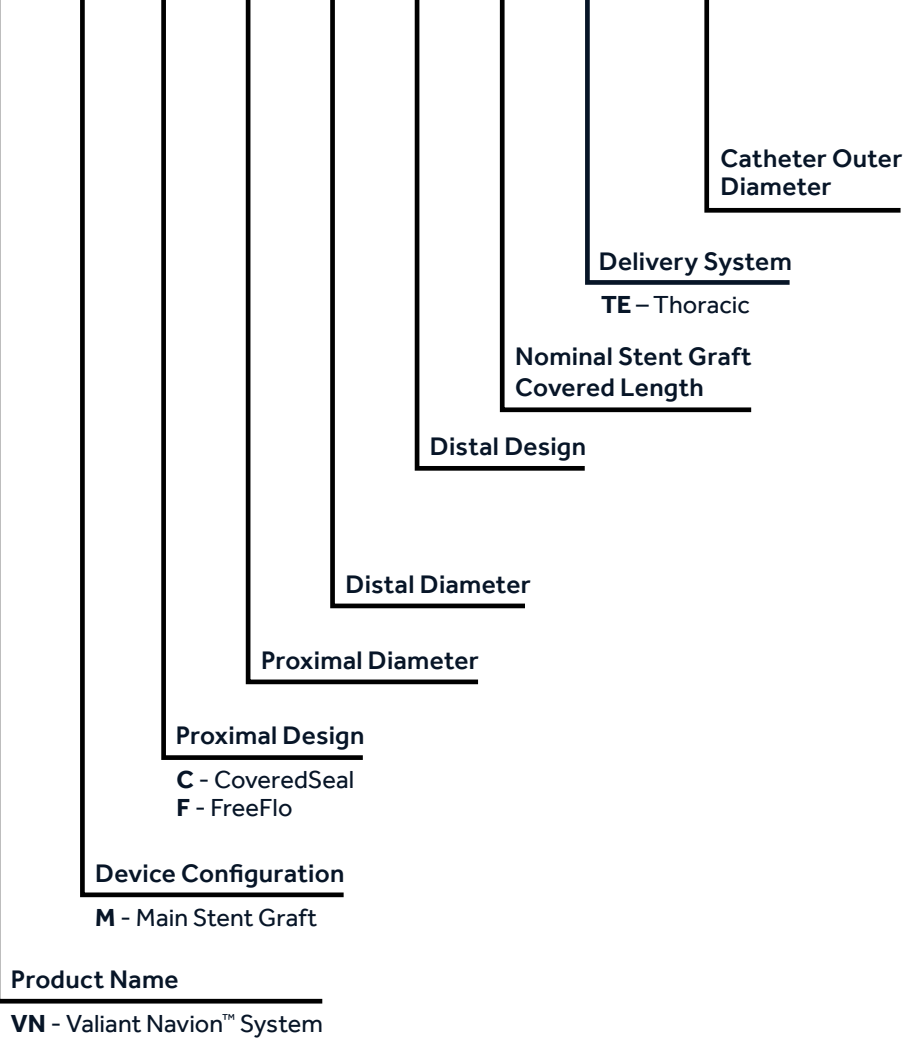 Catheter Outer
Diameter
Delivery System
TE – Thoracic
Nominal Stent Graft
Covered Length
Distal Design
Distal Diameter
Proximal Diameter
Proximal Design
C - CoveredSeal
F - FreeFlo
Device Configuration
M - Main Stent Graft
Product Name
VN - Valiant Navion™ System